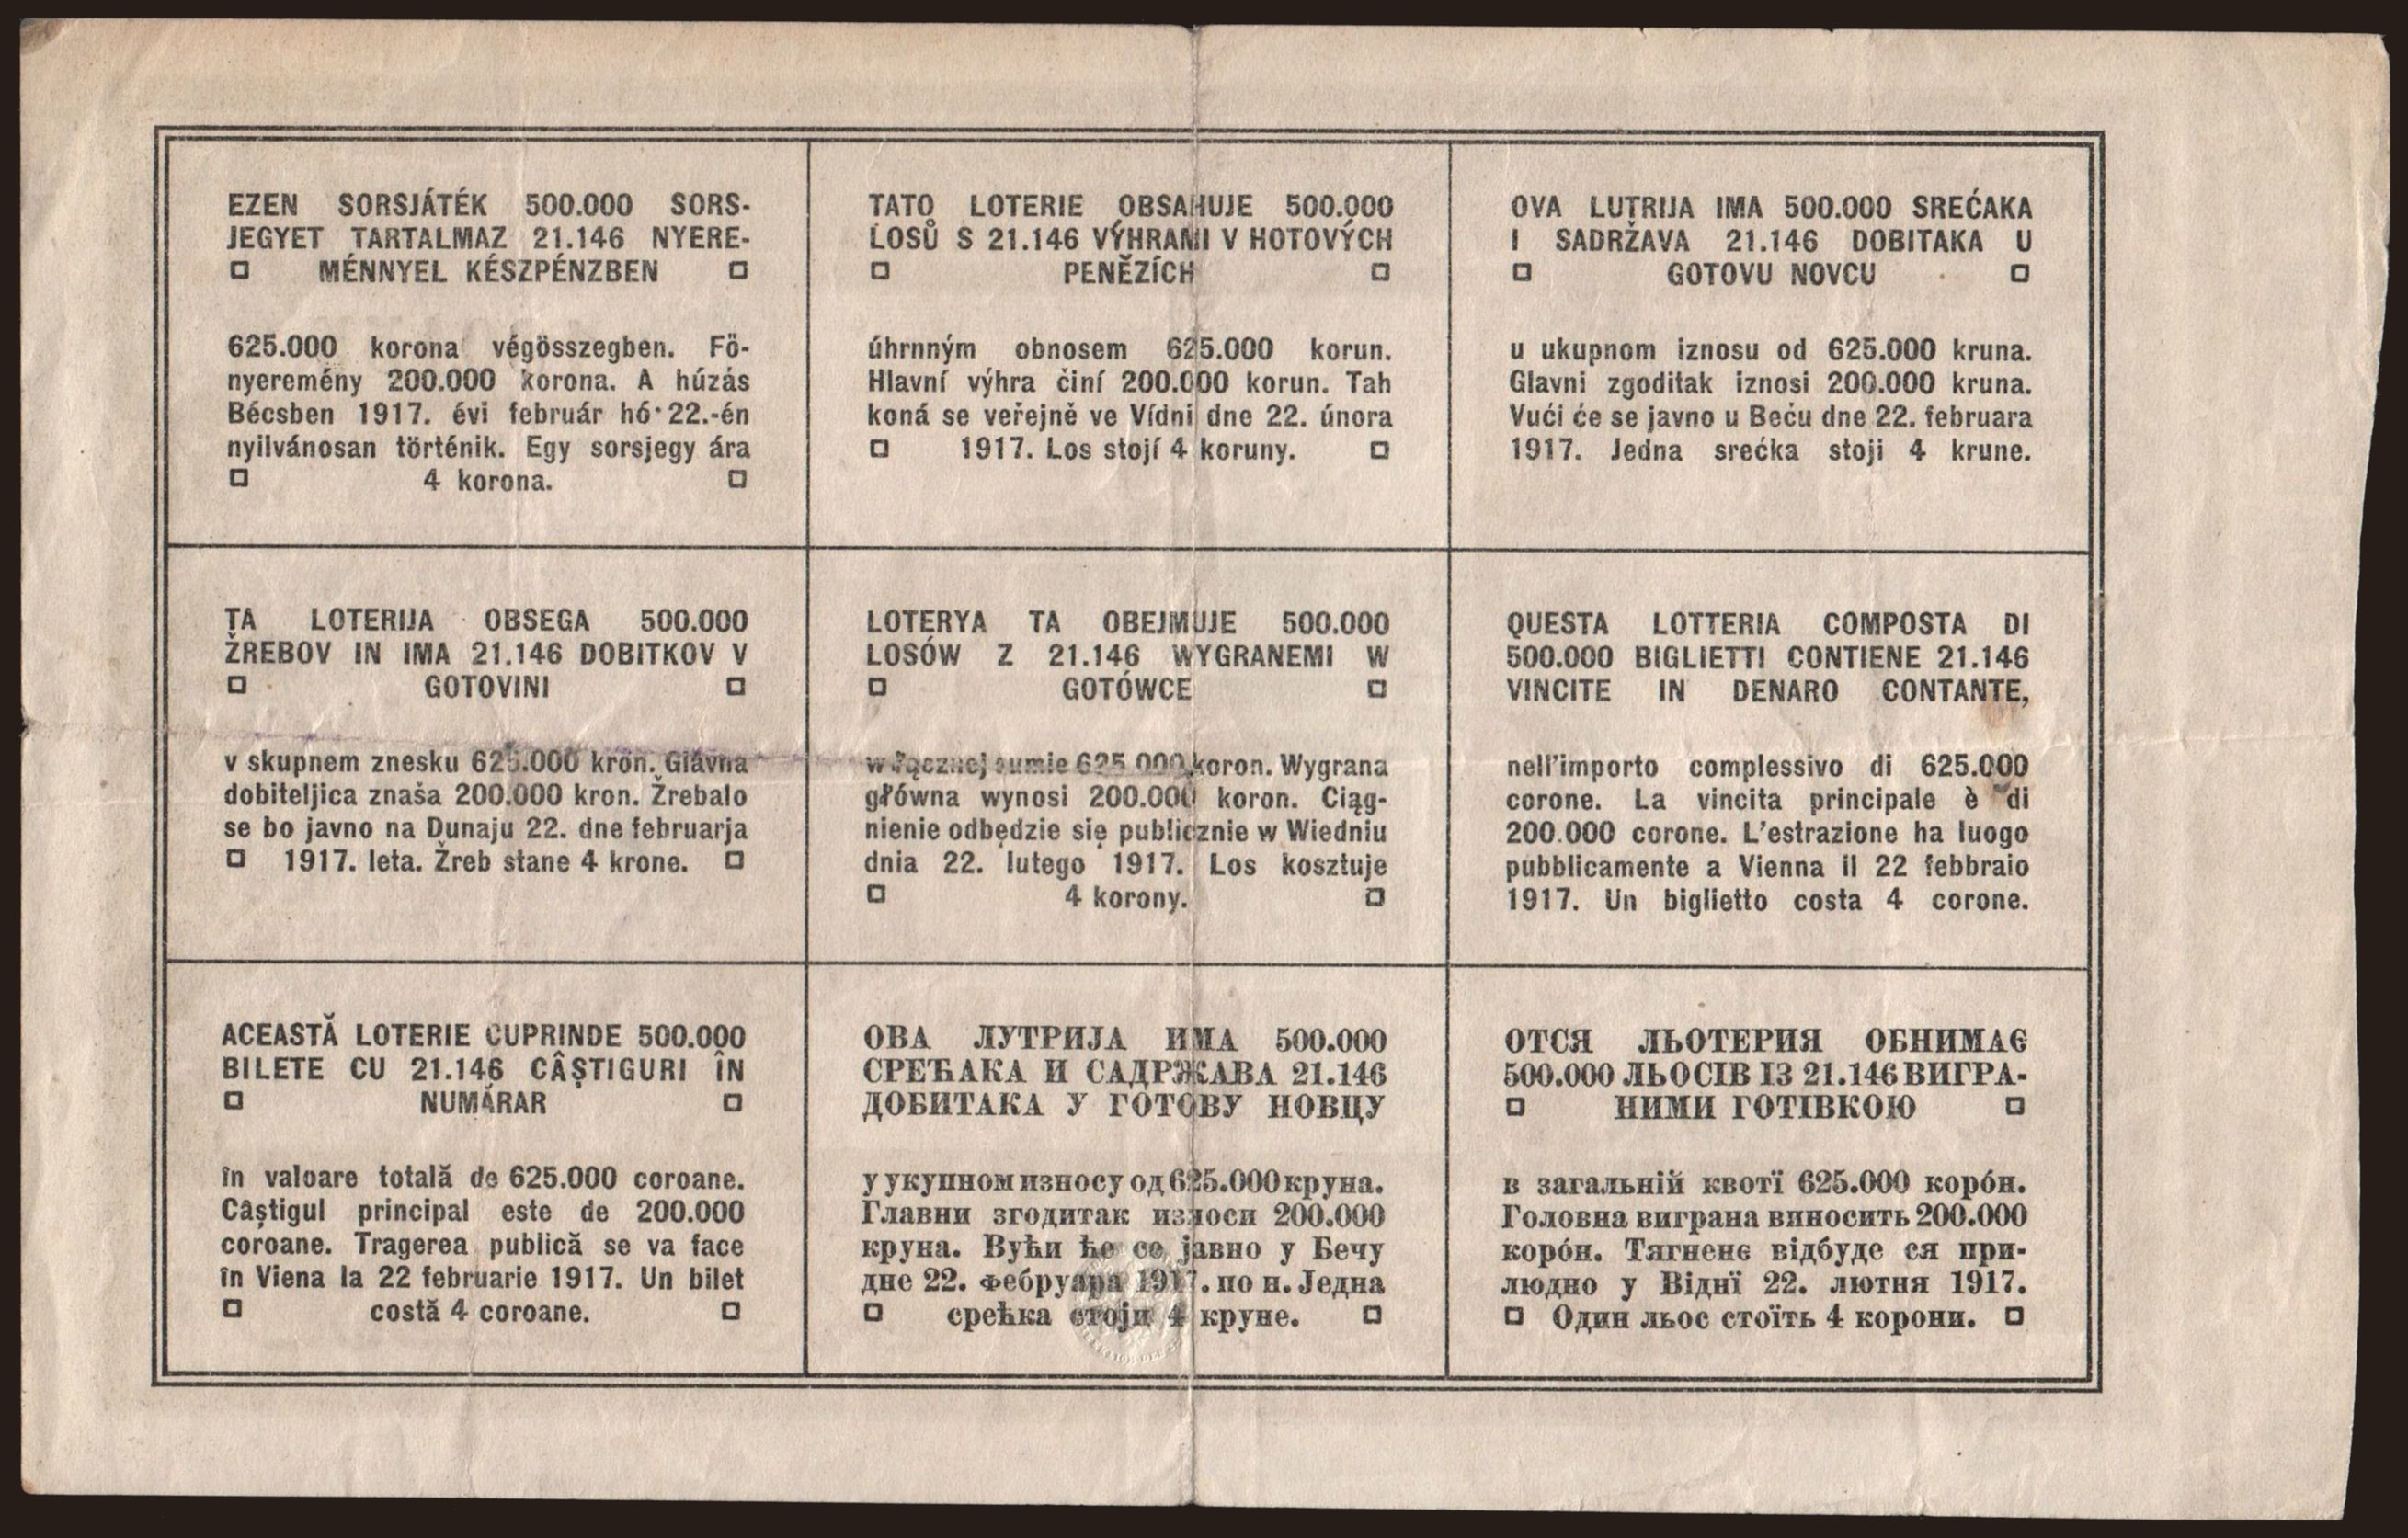 EZEN SORSJÁTÉK 500.000 SORS-
JEGYET TARTALMAZ 21.146 NYERE-
MÉNNYEL KÉSZPÉNZBEN
625.000 korona végösszegben. Fö-
nyeremény 200.000 korona. A húzás
Bécsben 1917. évi február hó 22.-én
nyilvánosan történik. Egy sorsjegy ára
4 korona.
TATO LOTERIE OBSAHUJE 500.000
LOSŮ S 21.146 VÝHRAMI V HOTOVÝCH
PENĚZÍCH
úhrnným obnosem 625.000 korun.
Hlavní výhra činí 200.000 korun. Tah
koná se veřejně ve Vídni dne 22. února
1917. Los stojí 4 koruny.
OVA LUTRIJA IMA 500.000 SREĆAKA
I SADRŽAVA 21.146 DOBITAKA U
GOTOVU NOVCU
u ukupnom iznosu od 625.000 kruna.
Glavni zgoditak iznosi 200.000 kruna.
Vući će se javno u Beču dne 22. februara
1917. Jedna srećka stoji 4 krune.
TA LOTERIJA OBSEGA 500.000
ŽREBOV IN IMA 21.146 DOBITKOV V
GOTOVINI
v skupnem znesku 625.000 kron. Glavna
dobiteljica znaša 200.000 kron. Žrebalo
se bo javno na Dunaju 22. dne februarja
1917. leta. Žreb stane 4 krone.
LOTERYA TA OBEJMUJE 500.000
LOSÓW Z 21.146 WYGRANEMI W
GOTÓWCE
w łącznej sumie 625.000 koron. Wygrana
główna wynosi 200.000 koron. Ciąg-
nienie odbędzie się publicznie w Wiedniu
dnia 22. lutego 1917. Los kosztuje
4 korony.
QUESTA LOTTERIA COMPOSTA DI
500.000 BIGLIETTI CONTIENE 21.146
VINCITE IN DENARO CONTANTE,
nell'importo complessivo di 625.000
corone. La vincita principale è di
200.000 corone. L'estrazione ha luogo
pubblicamente a Vienna il 22 febbraio
1917. Un biglietto costa 4 corone.
ACEASTĂ LOTERIE CUPRINDE 500.000
BILETE CU 21.146 CÂȘTIGURI ÎN
NUMĂRAR
în valoare totală de 625.000 coroane.
Câștigul principal este de 200.000
coroane. Tragerea publică se va face
în Viena la 22 februarie 1917. Un bilet
costă 4 coroane.
ОВА ЛУТРИЈА ИМА 500.000
СРЕЋАКА И САДРЖАВА 21.146
ДОБИТАКА У ГОТОВУ НОВЦУ
у укупном износу од 625.000 круна.
Главни згодитак износи 200.000
круна. Вући ће се јавно у Бечу
дне 22. фебруара 1917. по н. Једна
срећка стоји 4 круне.
ОТСЯ ЛЬОТЕРИЯ ОБНИМАЄ
500.000 ЛЬОСІВ ІЗ 21.146 ВИГРА-
НИМИ ГОТІВКОЮ
в загальній квотї 625.000 корóн.
Головна виграна виносить 200.000
корóн. Тягненє відбуде ся при-
людно у Віднї 22. лютня 1917.
Один льос стоїть 4 корони.